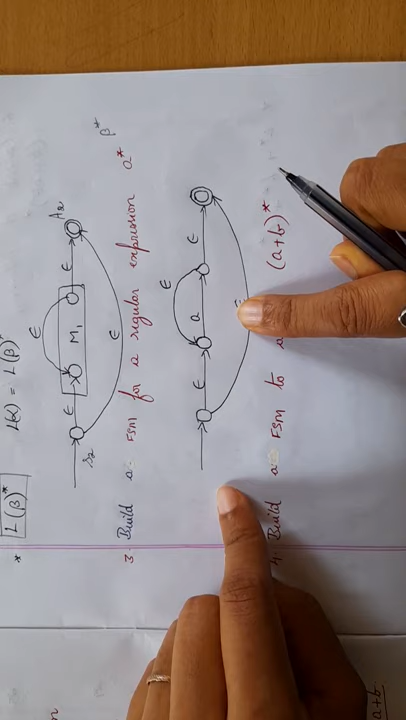 * L(β)* L(α) = L(β)*
ε
ε M₁ ε
ε
3. Build a FSM for a regular expression a* β*
ε
ε a ε
4. Build a FSM to a (a+b)*
a+b